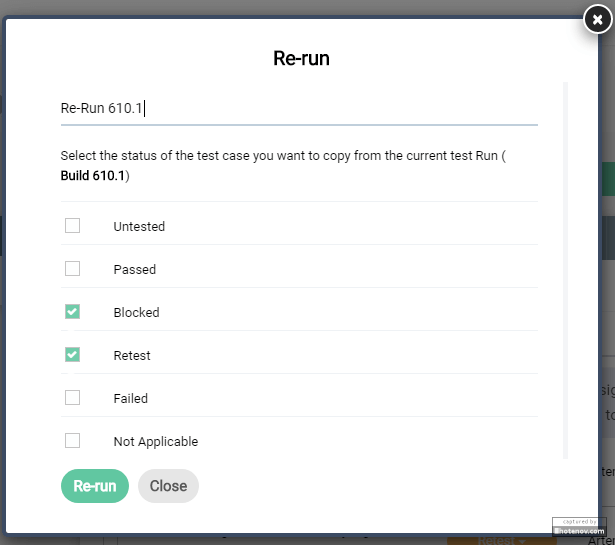 Re-run
Re-Run 610.1
Select the status of the test case you want to copy from the current test Run (
Build 610.1)
Untested
Passed
Blocked
Retest
Failed
Not Applicable
Re-run
Close
captured by
Hotenov.com
Retest